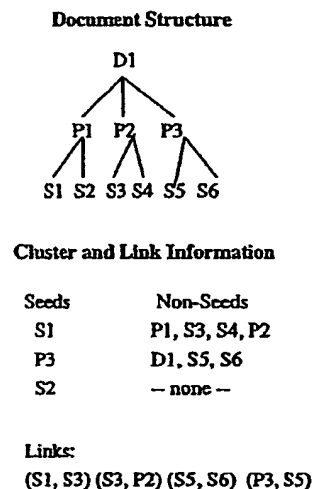 Document Structure
D1
P1 P2 P3
S1 S2 S3 S4 S5 S6
Cluster and Link Information
Seeds Non-Seeds
S1 P1, S3, S4, P2
P3 D1, S5, S6
S2 -- none --
Links:
(S1, S3) (S3, P2) (S5, S6) (P3, S5)